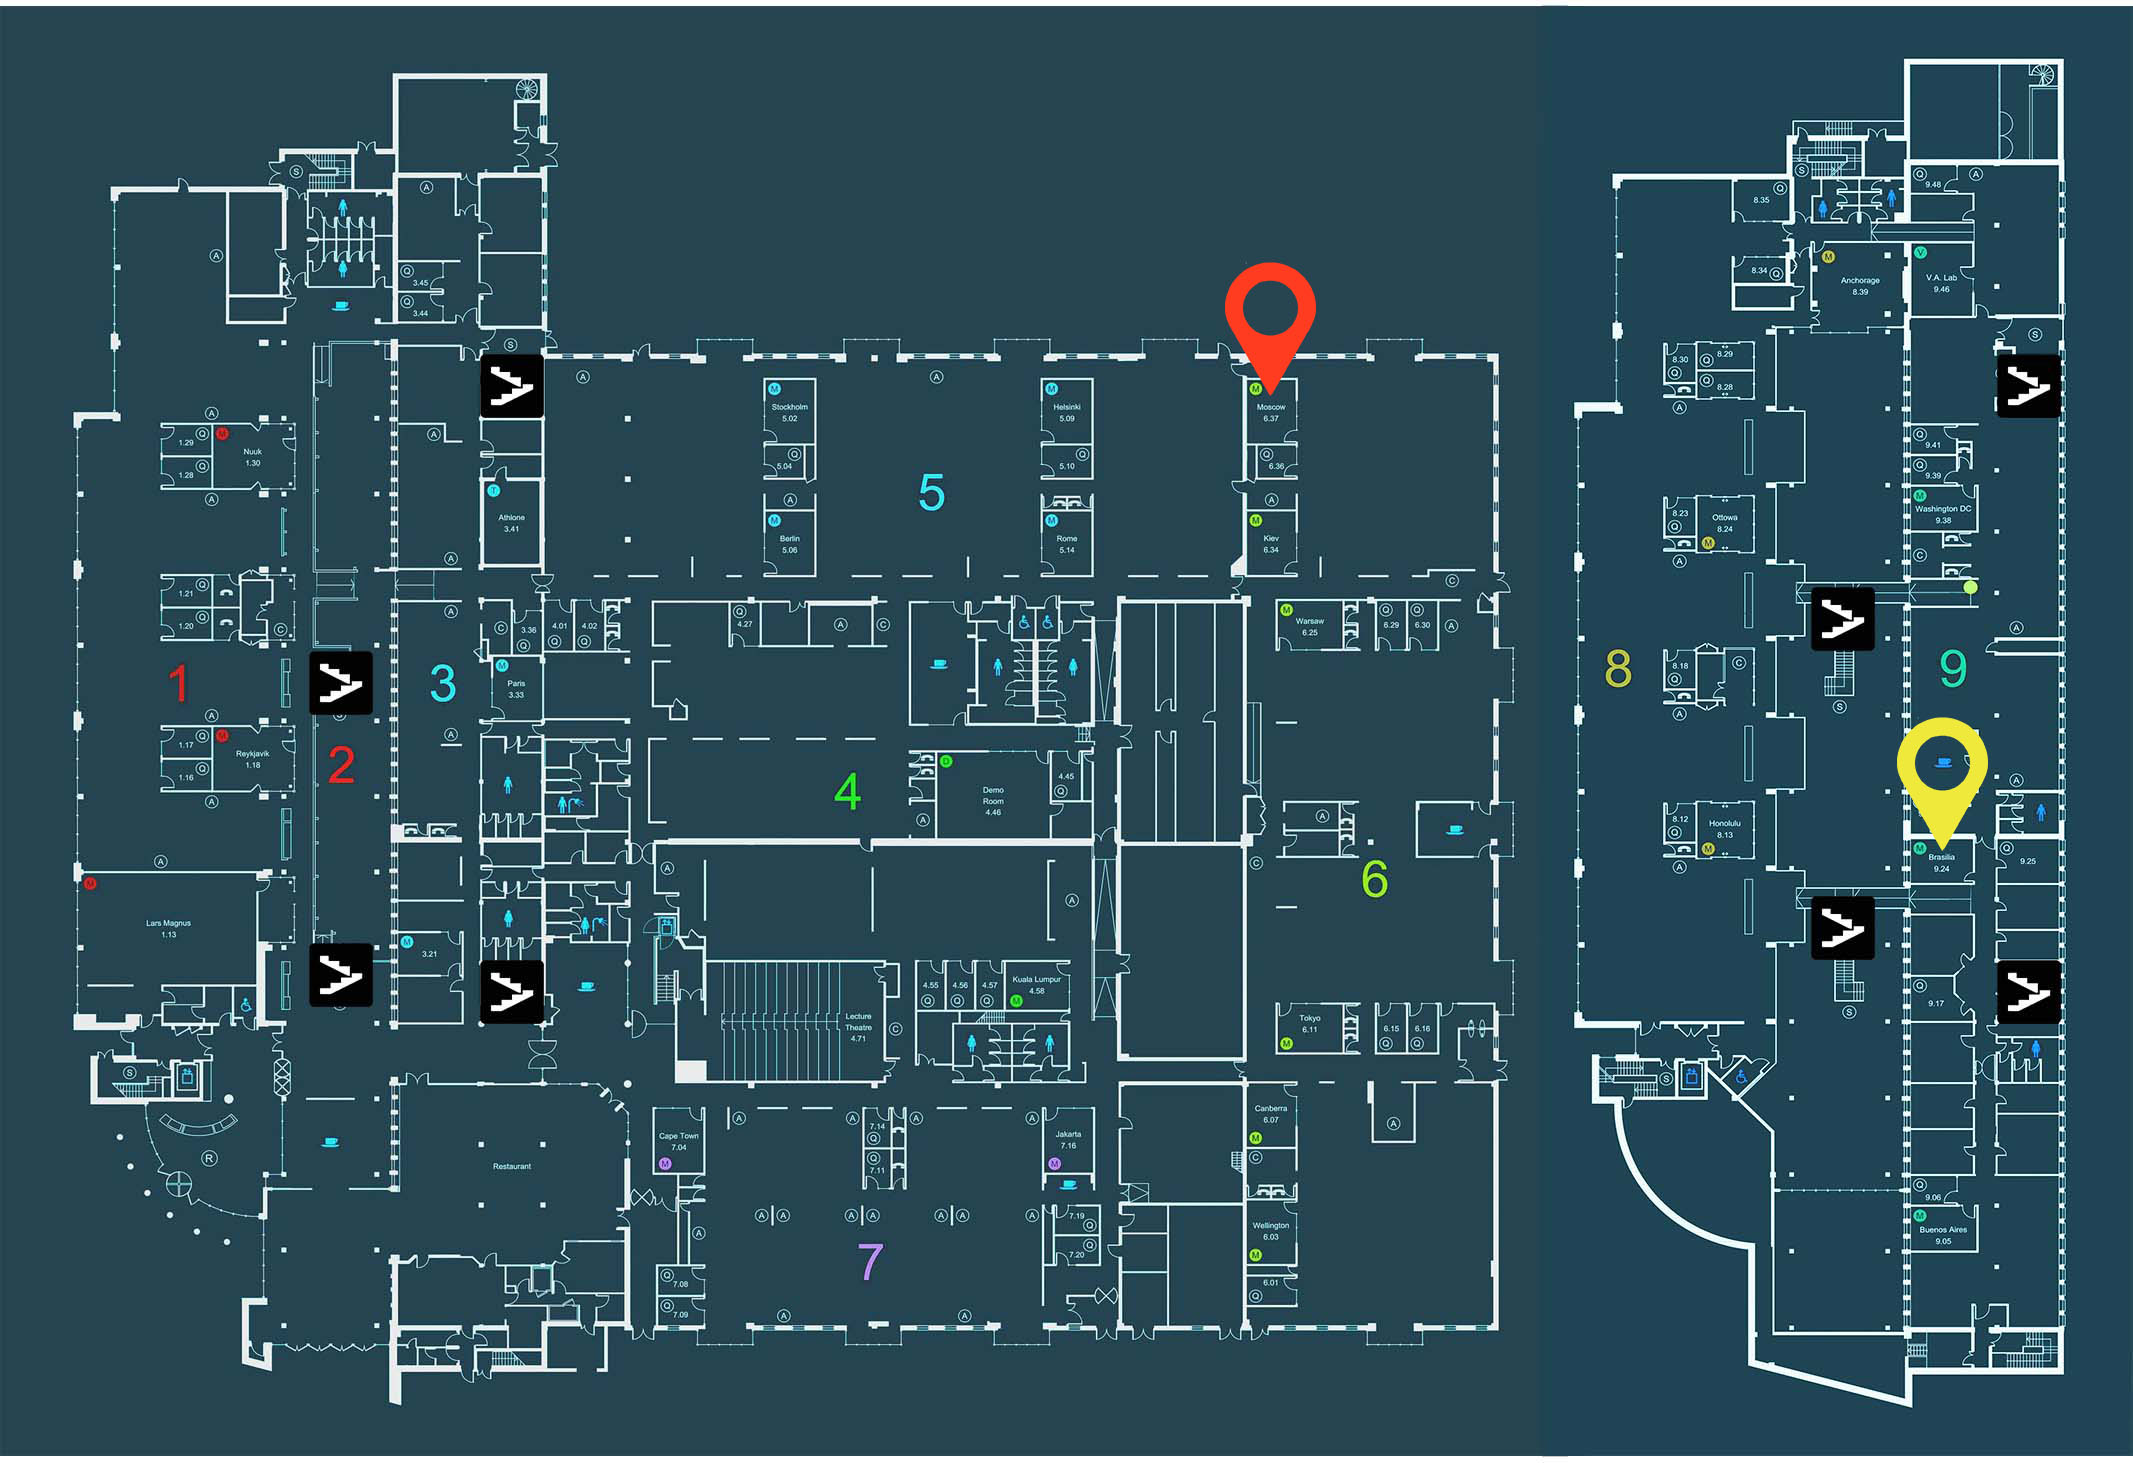 S
A
A
Q
3.45
Q
3.44
S
A
A
A
Q
1.29
M
Nuuk
1.30
Q
1.28
A
A
T
Athlone
3.41
A
M
Stockholm
5.02
Q
5.04
A
M
Berlin
5.06
5
M
Helsinki
5.09
Q
5.10
M
Rome
5.14
M
Moscow
6.37
Q
6.36
A
M
Kiev
6.34
C
Q
1.21
Q
1.20
C
A
C
3.36
Q
4.01
Q
4.02
Q
Q
4.27
A
C
M
Warsaw
6.25
Q
6.29
Q
6.30
A
1
2
3
M
Paris
3.33
A
A
Q
1.17
M
Reykjavik
1.18
Q
1.16
A
4
D
Demo
Room
4.46
4.45
Q
A
A
C
6
A
M
Lars Magnus
1.13
M
3.21
A
A
Lecture
Theatre
4.71
C
4.55
Q
4.56
Q
4.57
Q
Kuala Lumpur
4.58
M
Tokyo
6.11
M
6.15
Q
6.16
Q
S
R
Restaurant
Cape Town
7.04
M
A
A
7.14
Q
Q
7.11
A
A
Jakarta
7.16
M
Canberra
6.07
M
C
A
A
A
A
A
A
A
A
A
7
7.19
Q
Q
7.20
Wellington
6.03
M
6.01
Q
Q
7.08
Q
7.09
A
A
S
Q
8.35
8.34
Q
M
Anchorage
8.39
Q
9.48
A
V
V.A. Lab
9.46
S
8.30
Q
8.29
Q
Q
8.28
A
Q
9.41
Q
9.39
M
Washington DC
9.38
C
8.23
Q
Ottowa
8.24
M
A
A
8
8.18
Q
C
A
S
9
A
8.12
Q
Honolulu
8.13
M
A
M
Brasilia
9.24
Q
9.25
Q
9.17
S
S
Q
9.06
M
Buenos Aires
9.05